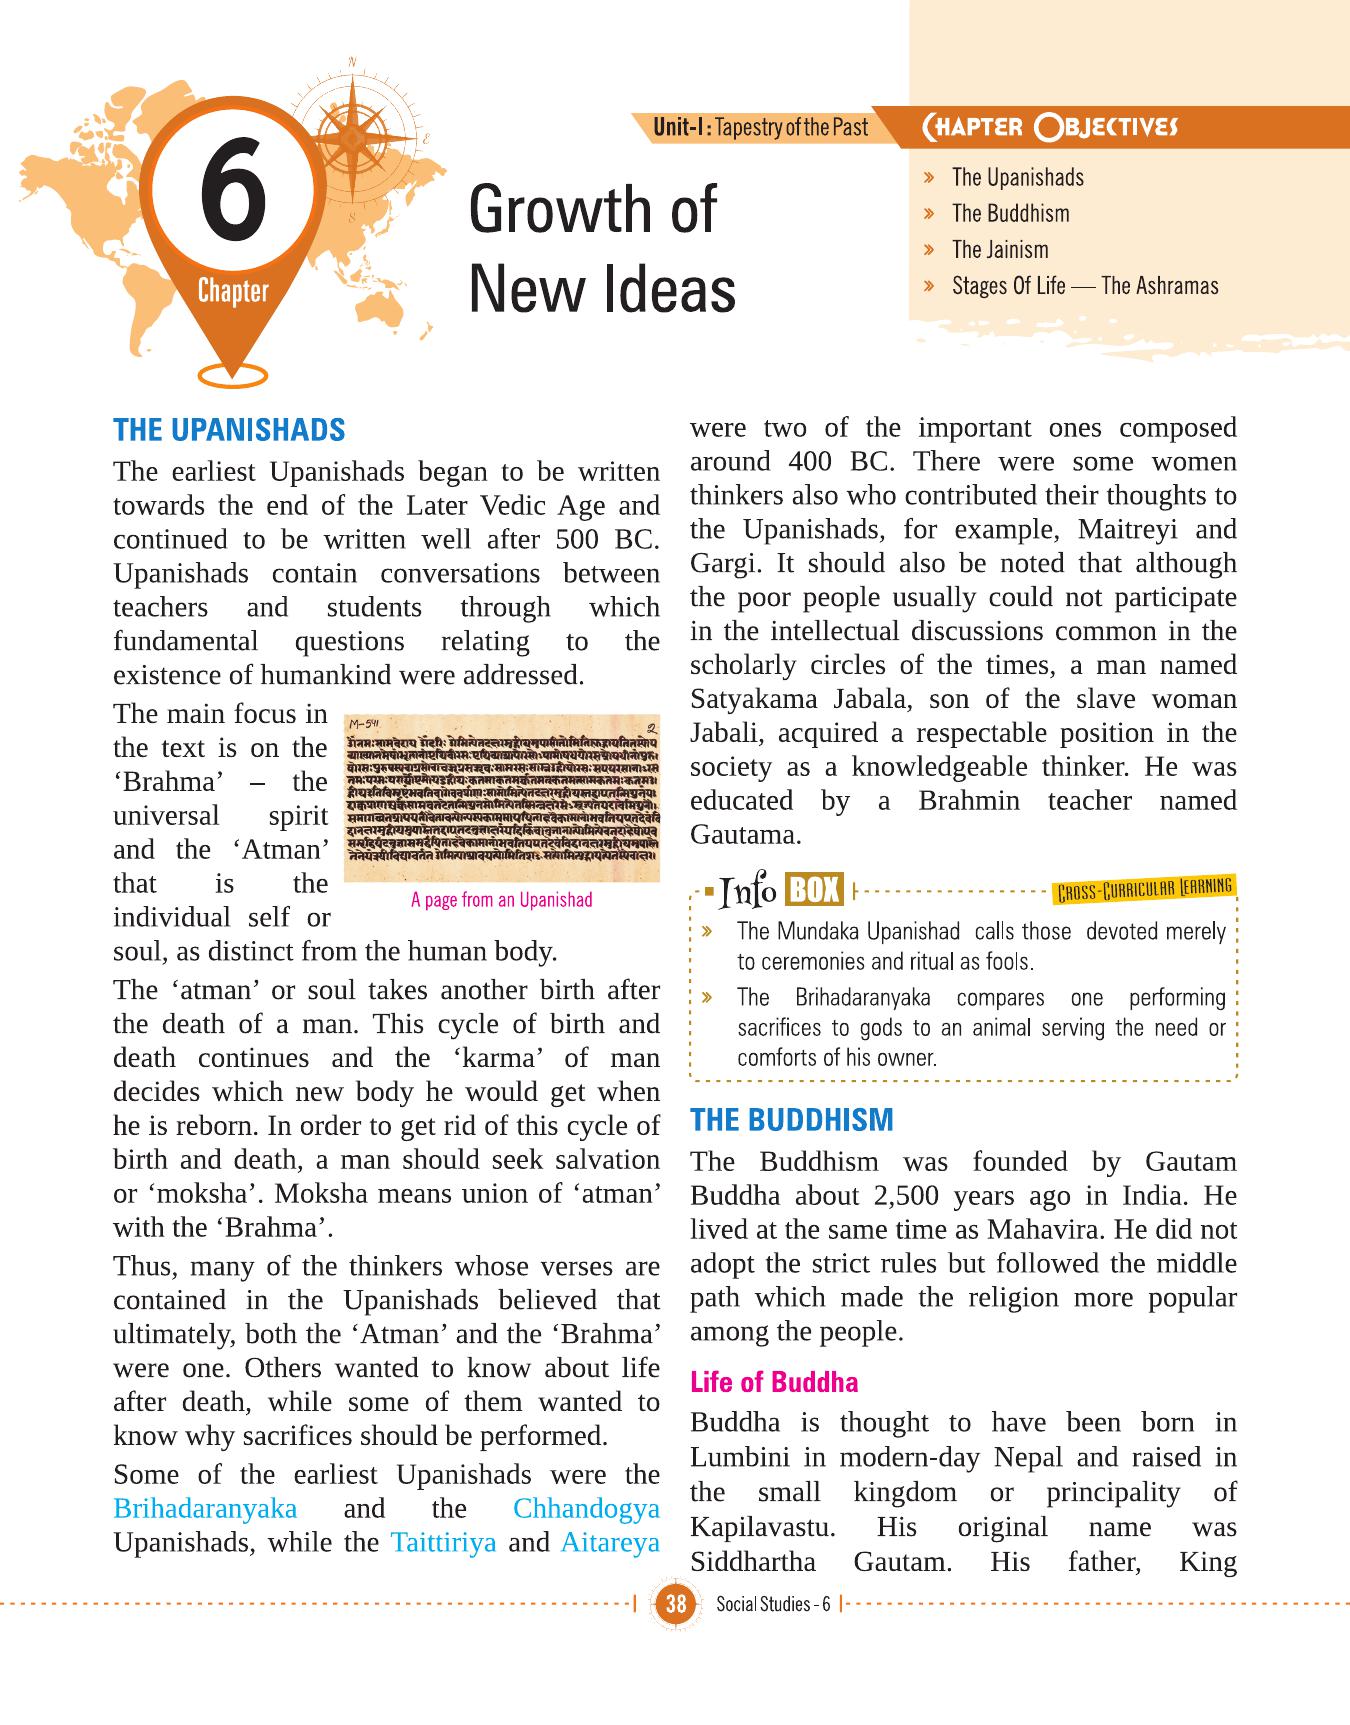 6
Chapter
N
E
S
Growth of
New Ideas
Unit-I : Tapestry of the Past
CHAPTER OBJECTIVES
» The Upanishads
» The Buddhism
» The Jainism
» Stages Of Life — The Ashramas
THE UPANISHADS
The earliest Upanishads began to be written
towards the end of the Later Vedic Age and
continued to be written well after 500 BC.
Upanishads contain conversations between
teachers and students through which
fundamental questions relating to the
existence of humankind were addressed.
The main focus in
the text is on the
‘Brahma’ – the
universal spirit
and the ‘Atman’
that is the
individual self or
soul, as distinct from the human body.
M-541
2
A page from an Upanishad
The ‘atman’ or soul takes another birth after
the death of a man. This cycle of birth and
death continues and the ‘karma’ of man
decides which new body he would get when
he is reborn. In order to get rid of this cycle of
birth and death, a man should seek salvation
or ‘moksha’. Moksha means union of ‘atman’
with the ‘Brahma’.
Thus, many of the thinkers whose verses are
contained in the Upanishads believed that
ultimately, both the ‘Atman’ and the ‘Brahma’
were one. Others wanted to know about life
after death, while some of them wanted to
know why sacrifices should be performed.
Some of the earliest Upanishads were the
Brihadaranyaka and the Chhandogya
Upanishads, while the Taittiriya and Aitareya
were two of the important ones composed
around 400 BC. There were some women
thinkers also who contributed their thoughts to
the Upanishads, for example, Maitreyi and
Gargi. It should also be noted that although
the poor people usually could not participate
in the intellectual discussions common in the
scholarly circles of the times, a man named
Satyakama Jabala, son of the slave woman
Jabali, acquired a respectable position in the
society as a knowledgeable thinker. He was
educated by a Brahmin teacher named
Gautama.
Info BOX
CROSS-CURRICULAR LEARNING
» The Mundaka Upanishad calls those devoted merely
to ceremonies and ritual as fools.
» The Brihadaranyaka compares one performing
sacrifices to gods to an animal serving the need or
comforts of his owner.
THE BUDDHISM
The Buddhism was founded by Gautam
Buddha about 2,500 years ago in India. He
lived at the same time as Mahavira. He did not
adopt the strict rules but followed the middle
path which made the religion more popular
among the people.
Life of Buddha
Buddha is thought to have been born in
Lumbini in modern-day Nepal and raised in
the small kingdom or principality of
Kapilavastu. His original name was
Siddhartha Gautam. His father, King
38
Social Studies - 6